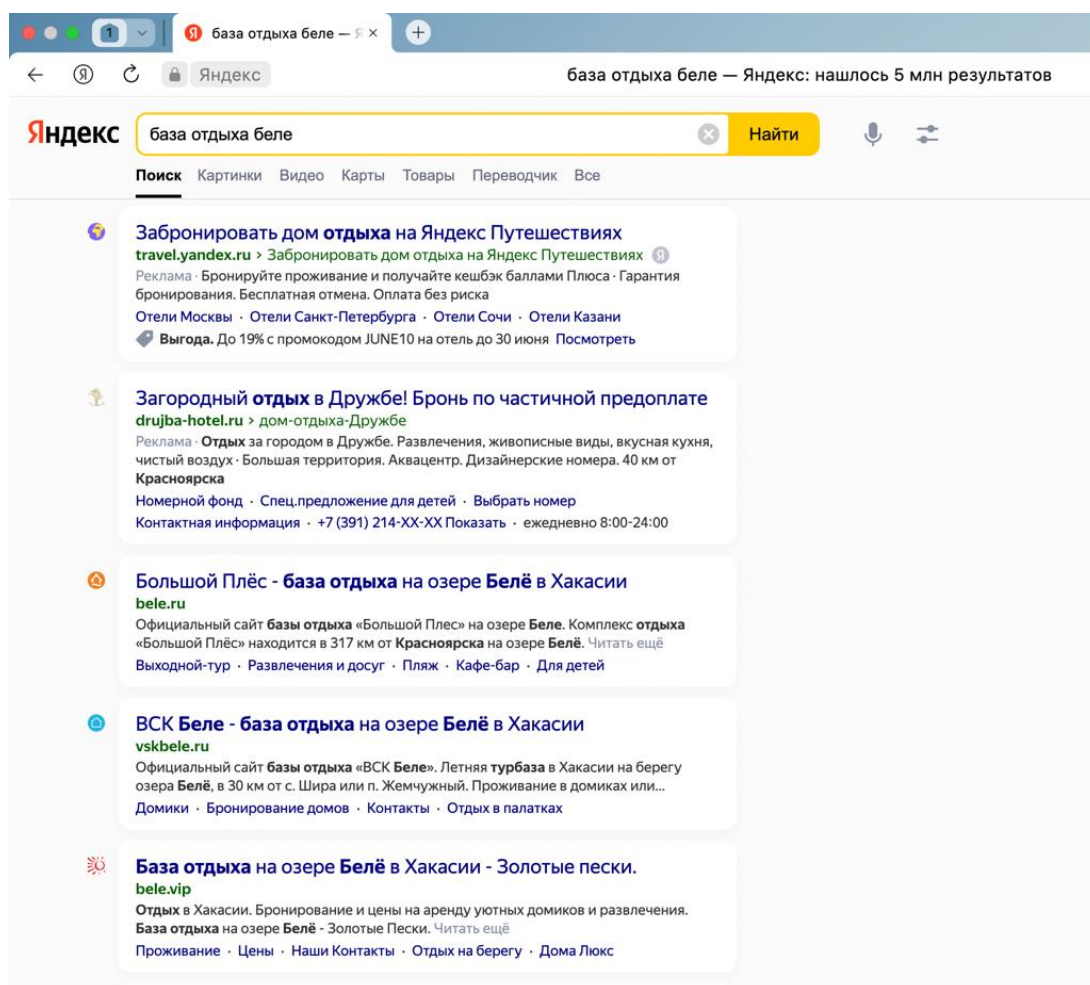 1
база отдыха беле — Я
Яндекс
база отдыха беле — Яндекс: нашлось 5 млн результатов
Яндекс
база отдыха беле
Найти
Поиск Картинки Видео Карты Товары Переводчик Все
Забронировать дом отдыха на Яндекс Путешествиях
travel.yandex.ru › Забронировать дом отдыха на Яндекс Путешествиях
Реклама · Бронируйте проживание и получайте кешбэк баллами Плюса · Гарантия
бронирования. Бесплатная отмена. Оплата без риска
Отели Москвы · Отели Санкт-Петербурга · Отели Сочи · Отели Казани
Выгода. До 19% с промокодом JUNE10 на отель до 30 июня Посмотреть
Загородный отдых в Дружбе! Бронь по частичной предоплате
drujba-hotel.ru › дом-отдыха-Дружбе
Реклама · Отдых за городом в Дружбе. Развлечения, живописные виды, вкусная кухня,
чистый воздух · Большая территория. Аквацентр. Дизайнерские номера. 40 км от
Красноярска
Номерной фонд · Спец.предложение для детей · Выбрать номер
Контактная информация · +7 (391) 214-XX-XX Показать · ежедневно 8:00-24:00
Большой Плёс - база отдыха на озере Белё в Хакасии
bele.ru
Официальный сайт базы отдыха «Большой Плес» на озере Беле. Комплекс отдыха
«Большой Плёс» находится в 317 км от Красноярска на озере Белё. Читать ещё
Выходной-тур · Развлечения и досуг · Пляж · Кафе-бар · Для детей
ВСК Беле - база отдыха на озере Белё в Хакасии
vskbele.ru
Официальный сайт базы отдыха «ВСК Беле». Летняя турбаза в Хакасии на берегу
озера Белё, в 30 км от с. Шира или п. Жемчужный. Проживание в домиках или...
Домики · Бронирование домов · Контакты · Отдых в палатках
База отдыха на озере Белё в Хакасии - Золотые пески.
bele.vip
Отдых в Хакасии. Бронирование и цены на аренду уютных домиков и развлечения.
База отдыха на озере Белё - Золотые Пески. Читать ещё
Проживание · Цены · Наши Контакты · Отдых на берегу · Дома Люкс